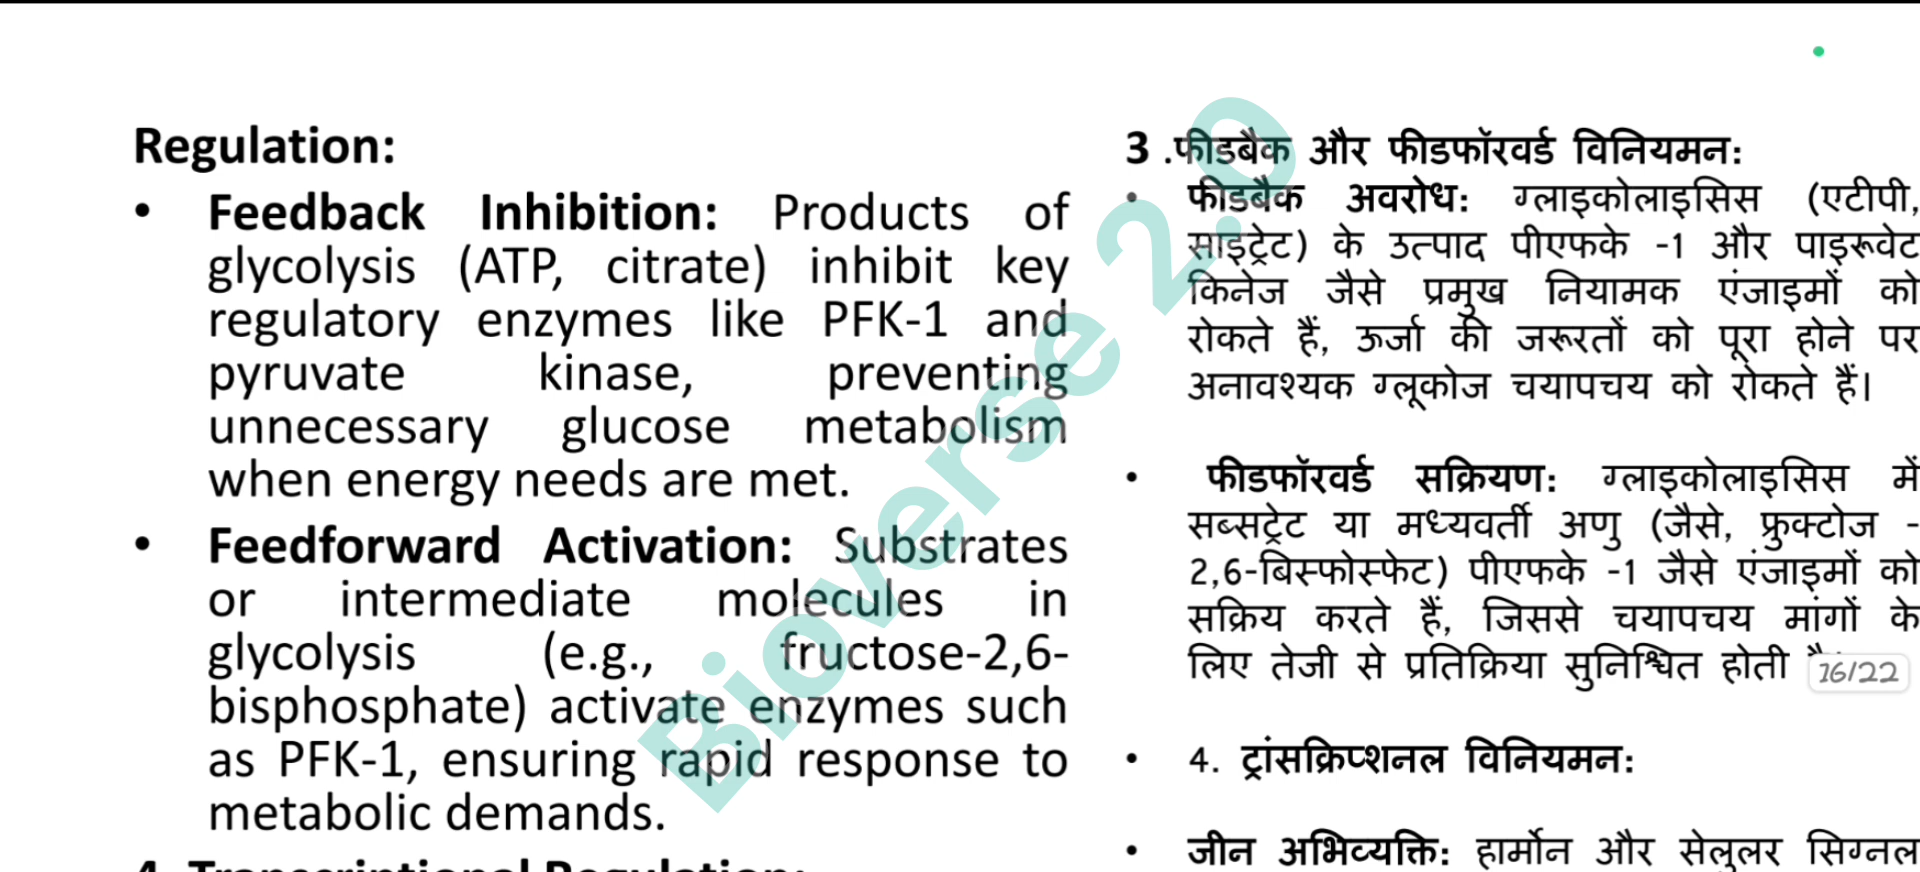 Regulation:
• Feedback Inhibition: Products of
glycolysis (ATP, citrate) inhibit key
regulatory enzymes like PFK-1 and
pyruvate kinase, preventing
unnecessary glucose metabolism
when energy needs are met.
• Feedforward Activation: Substrates
or intermediate molecules in
glycolysis (e.g., fructose-2,6-
bisphosphate) activate enzymes such
as PFK-1, ensuring rapid response to
metabolic demands.
4. Transcriptional Regulation:
3 .फीडबैक और फीडफॉरवर्ड विनियमन:
• फीडबैक अवरोध: ग्लाइकोलाइसिस (एटीपी,
साइट्रेट) के उत्पाद पीएफके -1 और पाइरूवेट
किनेज जैसे प्रमुख नियामक एंजाइमों को
रोकते हैं, ऊर्जा की जरूरतों को पूरा होने पर
अनावश्यक ग्लूकोज चयापचय को रोकते हैं।
• फीडफॉरवर्ड सक्रियण: ग्लाइकोलाइसिस में
सब्सट्रेट या मध्यवर्ती अणु (जैसे, फ्रुक्टोज -
2,6-बिस्फोस्फेट) पीएफके -1 जैसे एंजाइमों को
सक्रिय करते हैं, जिससे चयापचय मांगों के
लिए तेजी से प्रतिक्रिया सुनिश्चित होती
16/22
• 4. ट्रांसक्रिप्शनल विनियमन:
• जीन अभिव्यक्ति: हार्मोन और सेलुलर सिग्नल
Bioverse 2.0